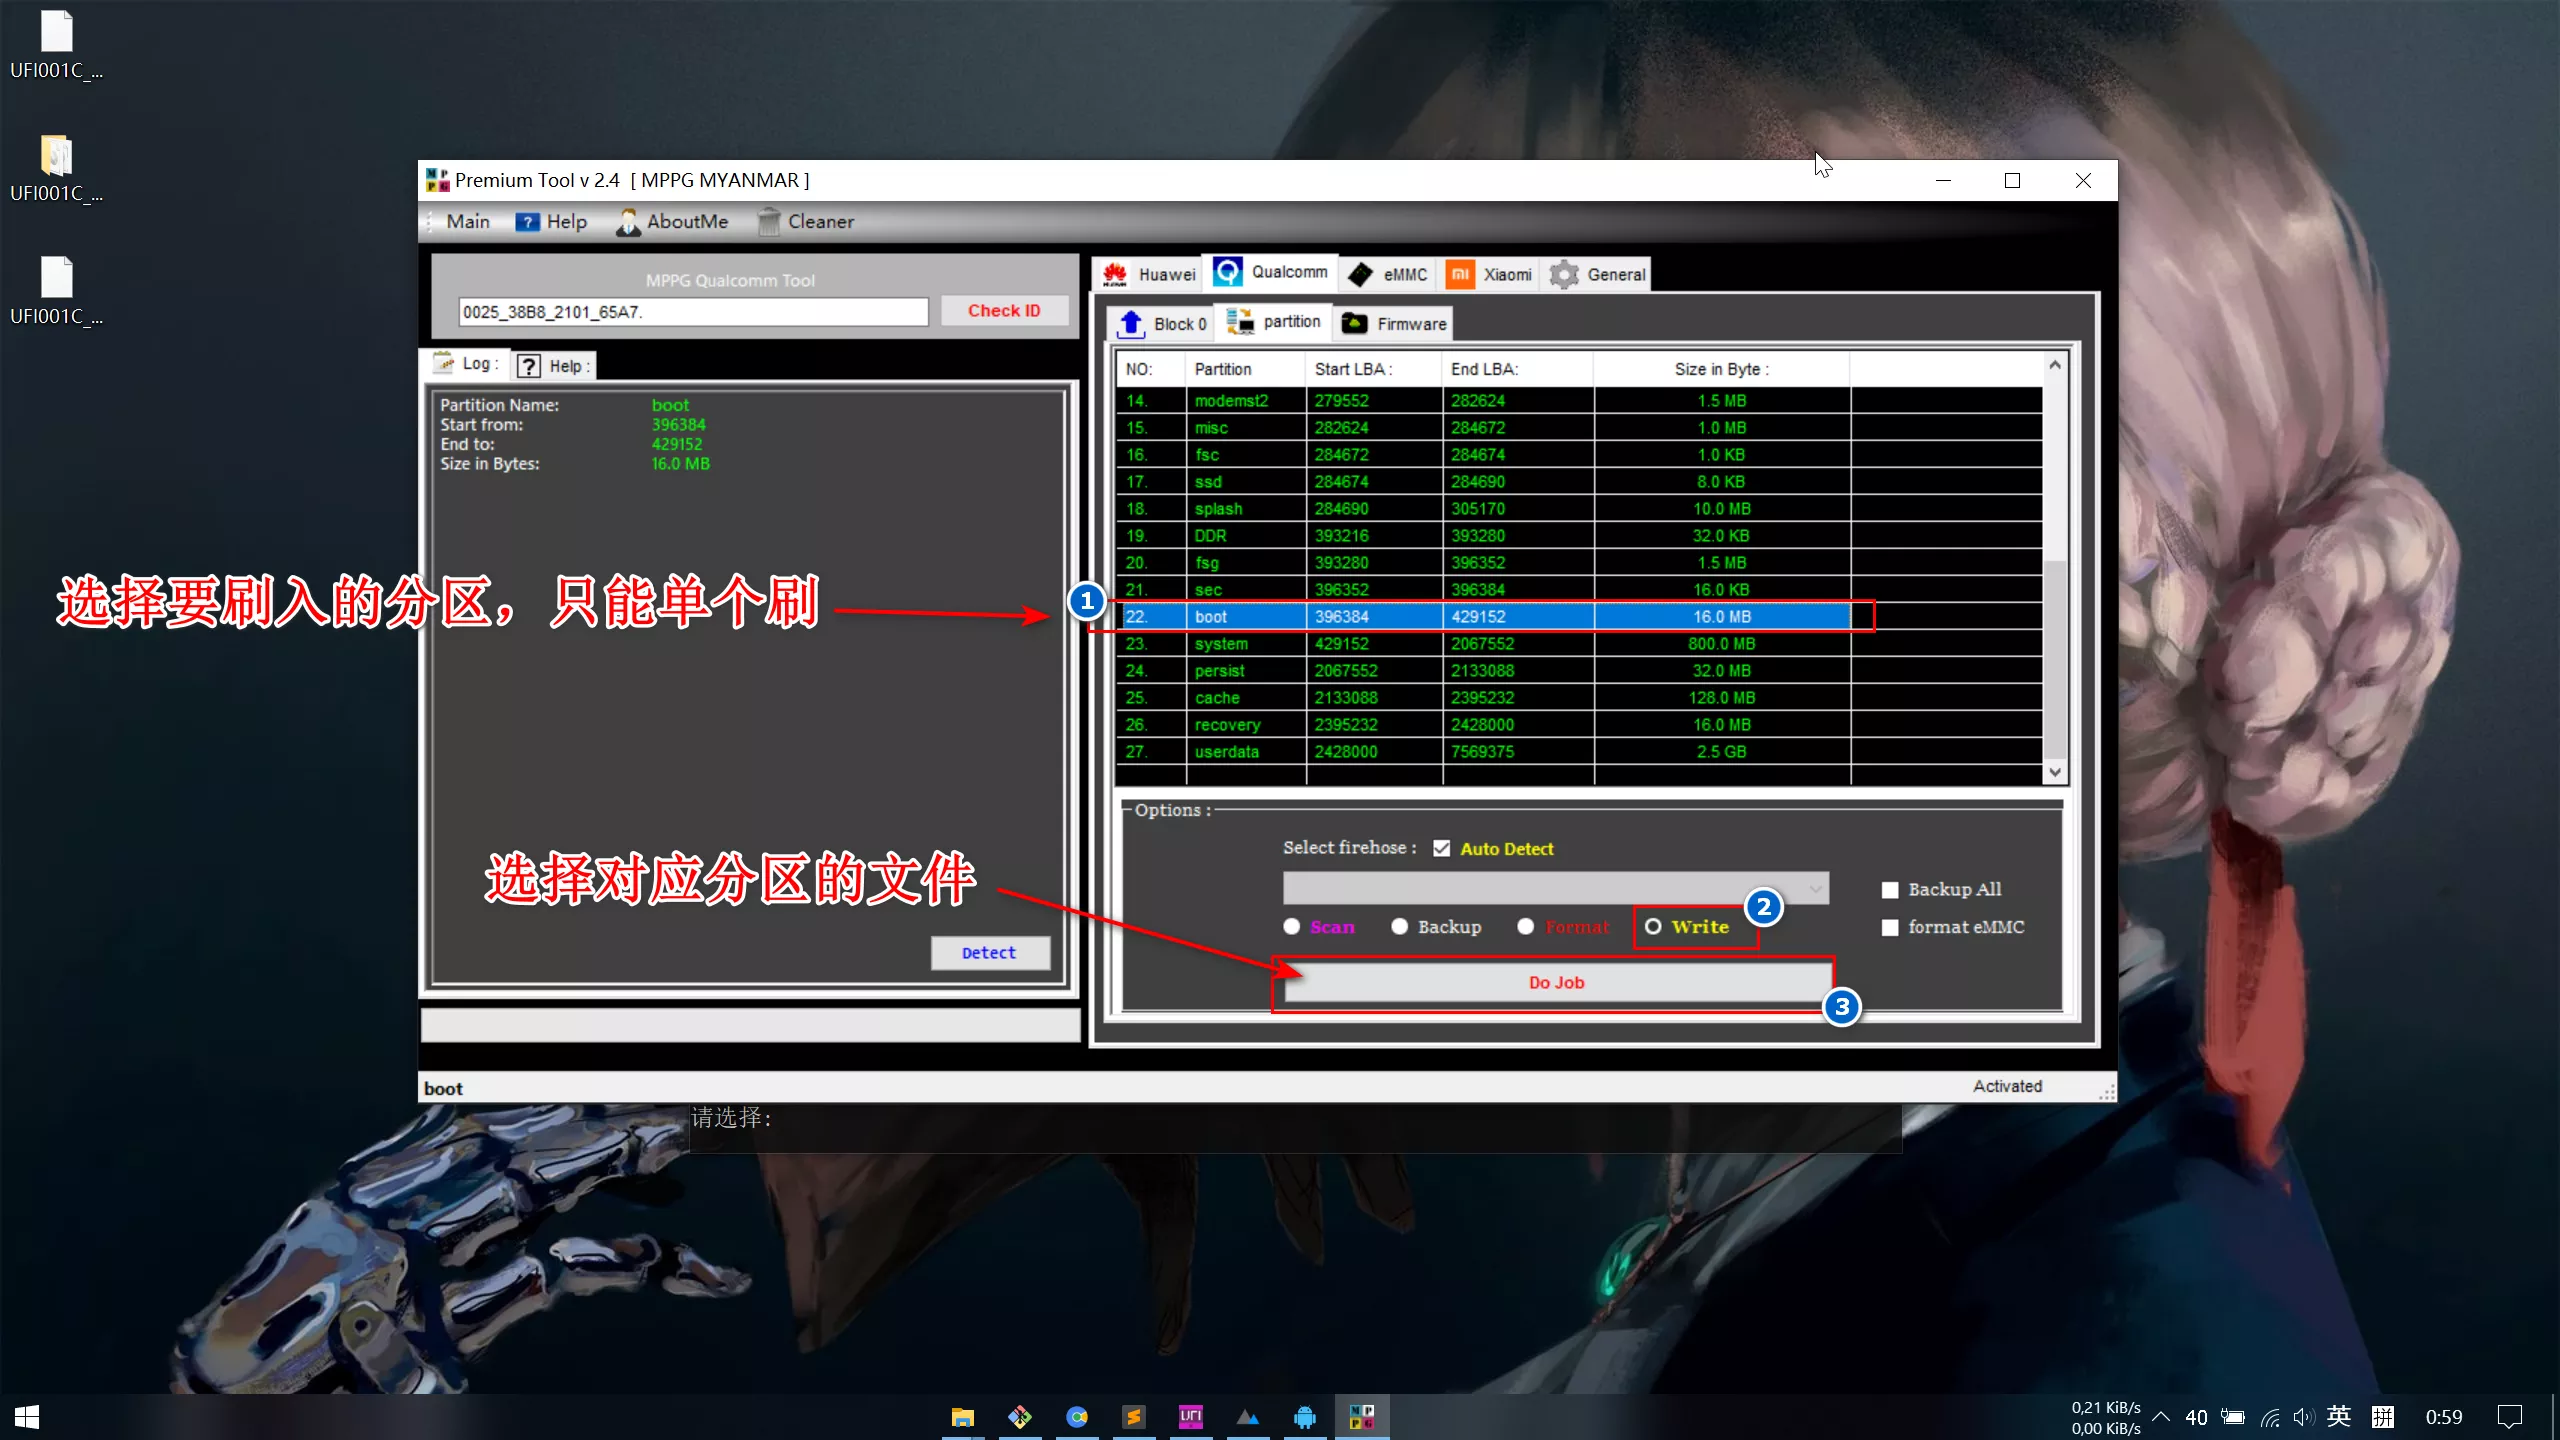 UFI001C_...
UFI001C_...
UFI001C_...
Premium Tool v 2.4 [ MPPG MYANMAR ]
Main Help AboutMe Cleaner
MPPG Qualcomm Tool
0025_38B8_2101_65A7.
Check ID
Log :
Help :
Partition Name: boot
Start from: 396384
End to: 429152
Size in Bytes: 16.0 MB
选择要刷入的分区，只能单个刷
选择对应分区的文件
Detect
Huawei Qualcomm eMMC Xiaomi General
Block 0 partition Firmware
NO: Partition Start LBA : End LBA: Size in Byte :
14. modemst2 279552 282624 1.5 MB
15. misc 282624 284672 1.0 MB
16. fsc 284672 284674 1.0 KB
17. ssd 284674 284690 8.0 KB
18. splash 284690 305170 10.0 MB
19. DDR 393216 393280 32.0 KB
20. fsg 393280 396352 1.5 MB
21. sec 396352 396384 16.0 KB
1
22. boot 396384 429152 16.0 MB
23. system 429152 2067552 800.0 MB
24. persist 2067552 2133088 32.0 MB
25. cache 2133088 2395232 128.0 MB
26. recovery 2395232 2428000 16.0 MB
27. userdata 2428000 7569375 2.5 GB
Options :
Select firehose : Auto Detect
Backup All
Scan Backup Format Write
2
format eMMC
Do Job
3
boot
Activated
请选择:
UFI
0,21 KiB/s
0,00 KiB/s
40
英
拼
0:59